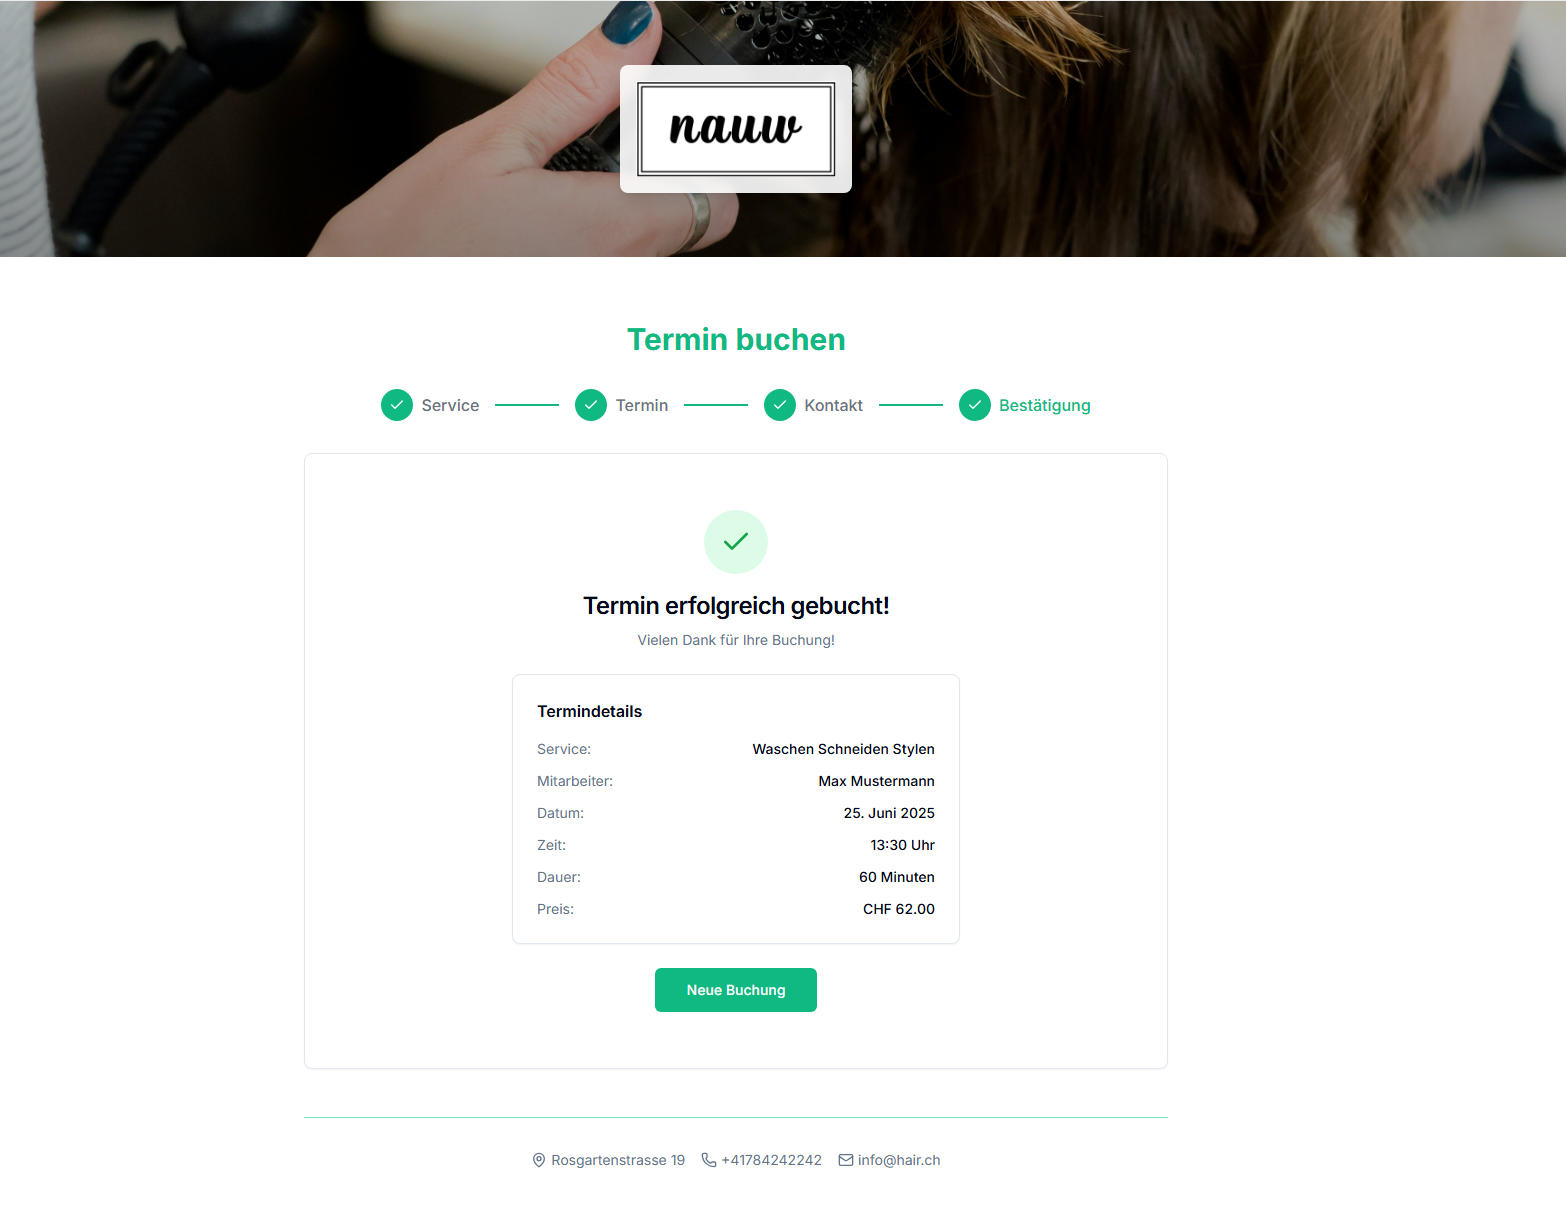 nauw
Termin buchen
Service Termin Kontakt Bestätigung
Termin erfolgreich gebucht!
Vielen Dank für Ihre Buchung!
Termindetails
Service: Waschen Schneiden Stylen
Mitarbeiter: Max Mustermann
Datum: 25. Juni 2025
Zeit: 13:30 Uhr
Dauer: 60 Minuten
Preis: CHF 62.00
Neue Buchung
Rosgartenstrasse 19 +41784242242 info@hair.ch